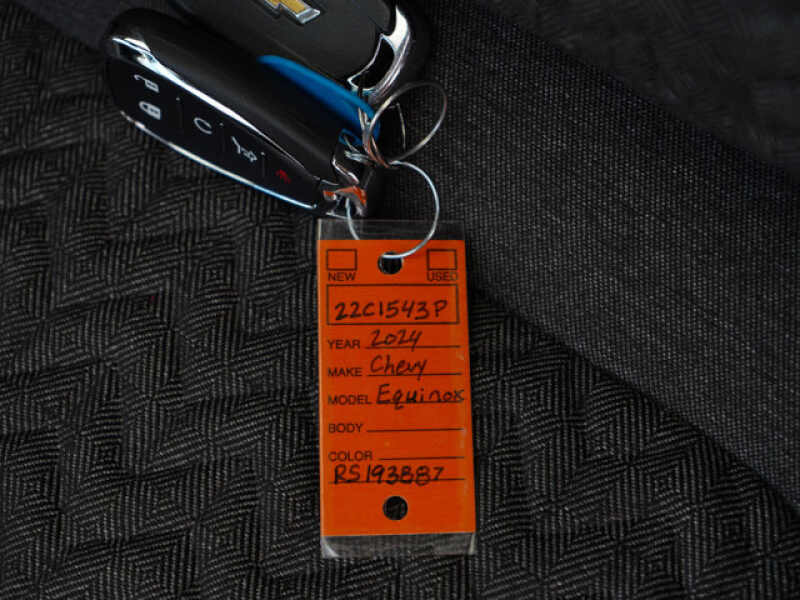 NEW USED
22C1543P
YEAR 2024
MAKE Chevy
MODEL Equinox
BODY
COLOR
RS193887